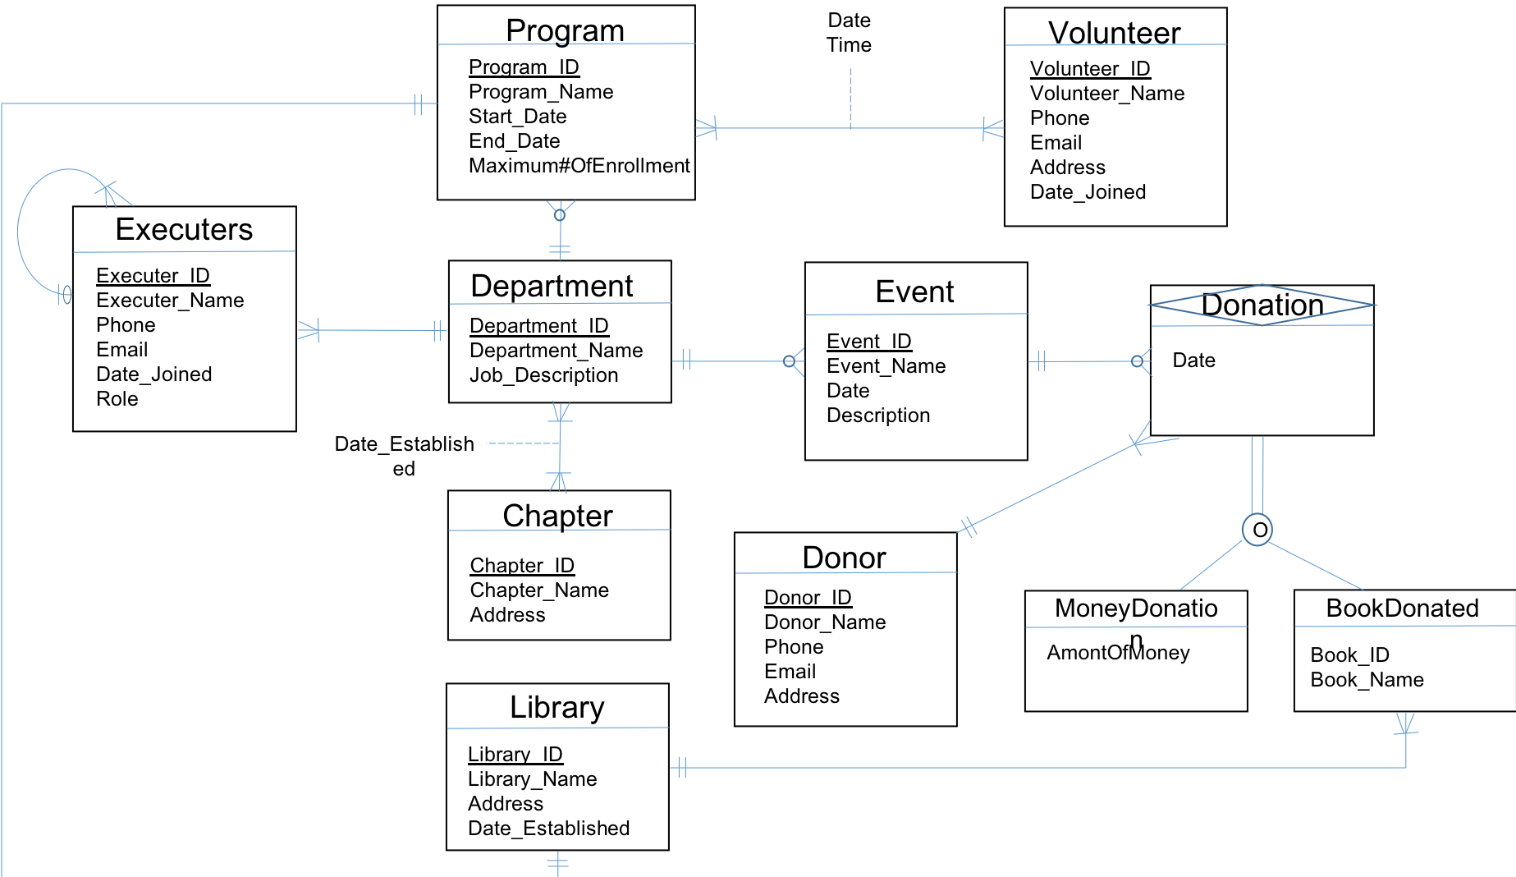 Program
Program_ID
Program_Name
Start_Date
End_Date
Maximum#OfEnrollment
Date
Time
Volunteer
Volunteer_ID
Volunteer_Name
Phone
Email
Address
Date_Joined
Executers
Executer_ID
Executer_Name
Phone
Email
Date_Joined
Role
Department
Department_ID
Department_Name
Job_Description
Event
Event_ID
Event_Name
Date
Description
Donation
Date
Date_Establish
ed
Chapter
Chapter_ID
Chapter_Name
Address
Donor
Donor_ID
Donor_Name
Phone
Email
Address
O
MoneyDonatio
n
AmontOfMoney
BookDonated
Book_ID
Book_Name
Library
Library_ID
Library_Name
Address
Date_Established